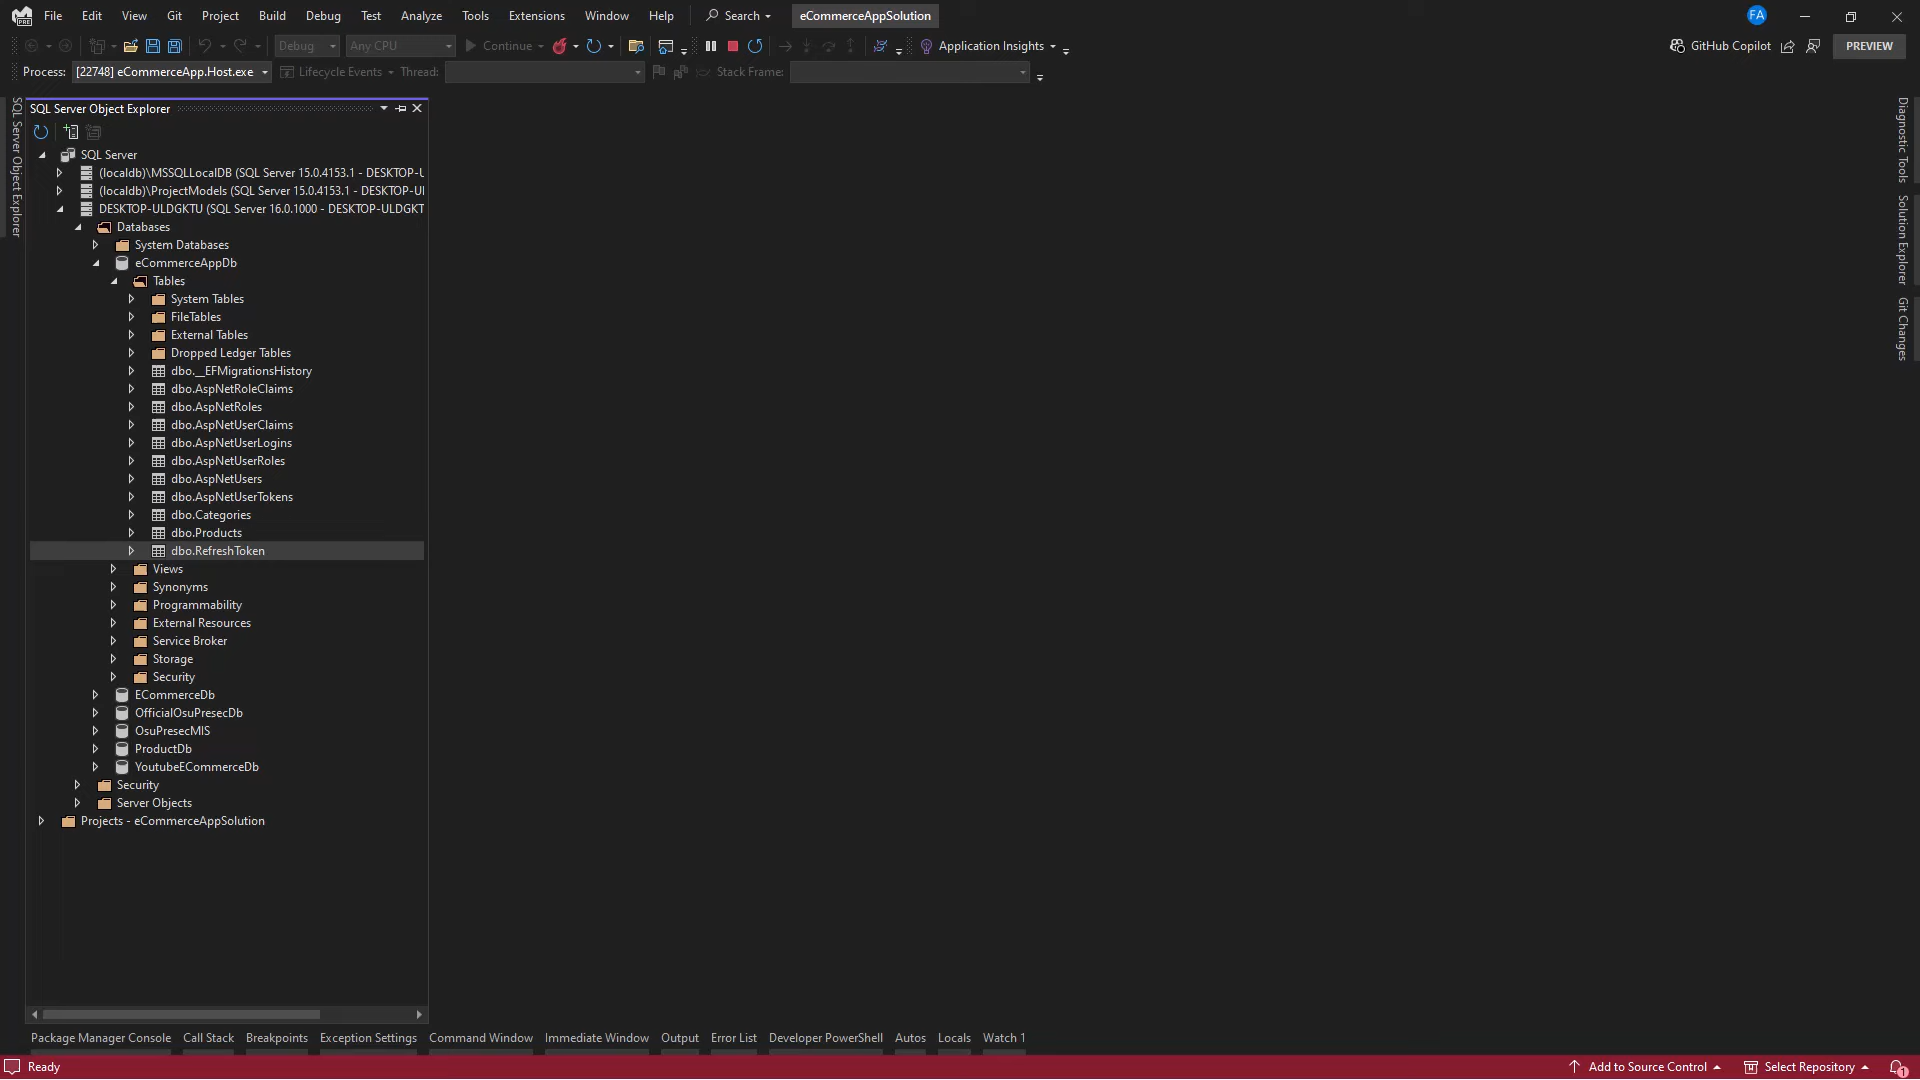 File Edit View Git Project Build Debug Test Analyze Tools Extensions Window Help Search eCommerceAppSolution FA
Debug Any CPU Continue Application Insights GitHub Copilot PREVIEW
Process: [22748] eCommerceApp.Host.exe Lifecycle Events Thread: Stack Frame:
SQL Server Object Explorer
SQL Server Object Explorer
SQL Server
(localdb)\MSSQLLocalDB (SQL Server 15.0.4153.1 - DESKTOP-U
(localdb)\ProjectModels (SQL Server 15.0.4153.1 - DESKTOP-UI
DESKTOP-ULDGKTU (SQL Server 16.0.1000 - DESKTOP-ULDGKT
Databases
System Databases
eCommerceAppDb
Tables
System Tables
FileTables
External Tables
Dropped Ledger Tables
dbo.__EFMigrationsHistory
dbo.AspNetRoleClaims
dbo.AspNetRoles
dbo.AspNetUserClaims
dbo.AspNetUserLogins
dbo.AspNetUserRoles
dbo.AspNetUsers
dbo.AspNetUserTokens
dbo.Categories
dbo.Products
dbo.RefreshToken
Views
Synonyms
Programmability
External Resources
Service Broker
Storage
Security
ECommerceDb
OfficialOsuPresecDb
OsuPresecMIS
ProductDb
YoutubeECommerceDb
Security
Server Objects
Projects - eCommerceAppSolution
Diagnostic Tools
Solution Explorer
Git Changes
Package Manager Console Call Stack Breakpoints Exception Settings Command Window Immediate Window Output Error List Developer PowerShell Autos Locals Watch 1
Ready Add to Source Control Select Repository 1